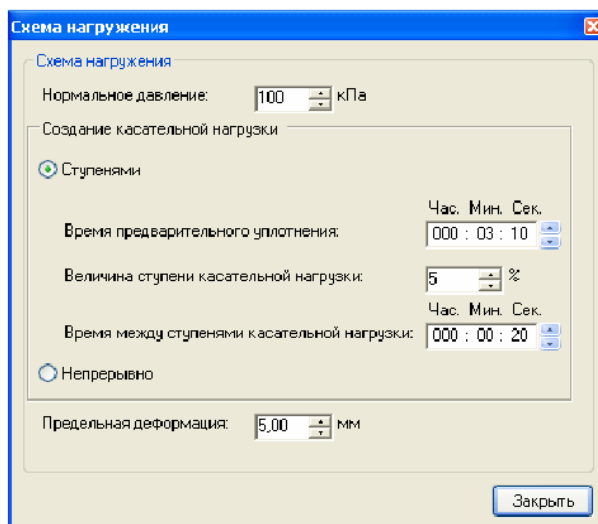 Схема нагружения
Схема нагружения
Нормальное давление: 100 кПа
Создание касательной нагрузки
Ступенями
Час. Мин. Сек.
Время предварительного уплотнения: 000 : 03 : 10
Величина ступени касательной нагрузки: 5 %
Час. Мин. Сек.
Время между ступенями касательной нагрузки: 000 : 00 : 20
Непрерывно
Предельная деформация: 5,00 мм
Закрыть